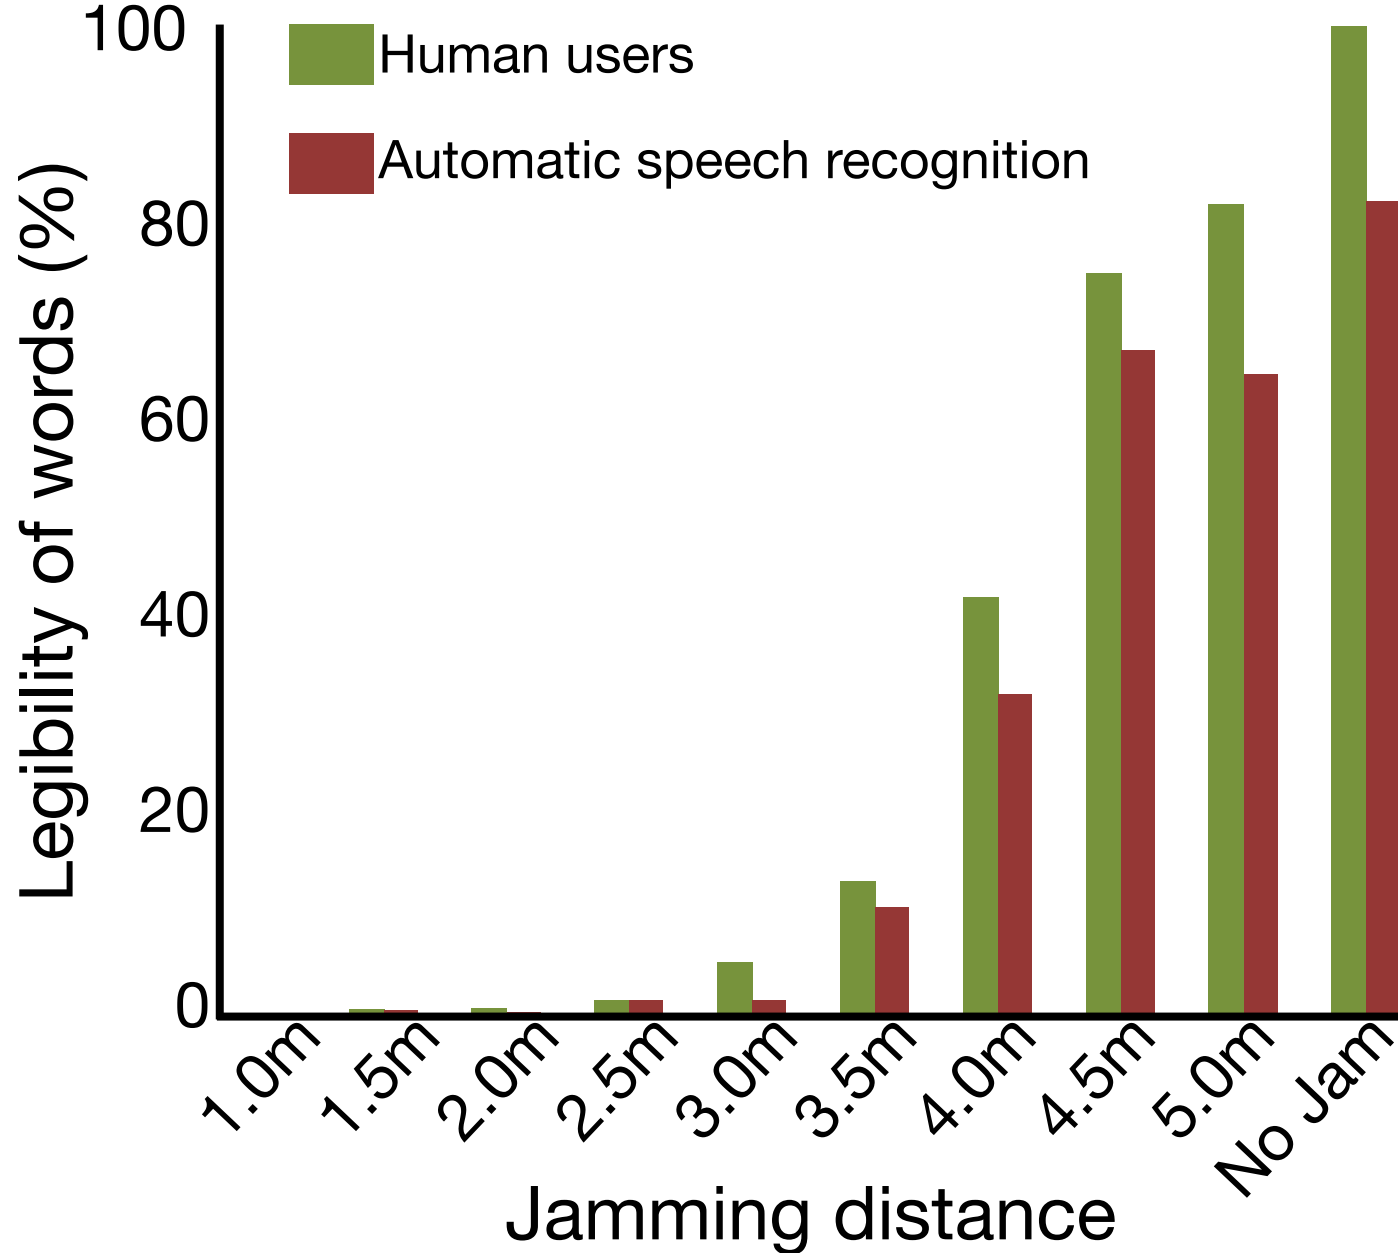 100
80
60
40
20
0
Legibility of words (%)
Human users
Automatic speech recognition
1.0m
1.5m
2.0m
2.5m
3.0m
3.5m
4.0m
4.5m
5.0m
No Jam
Jamming distance